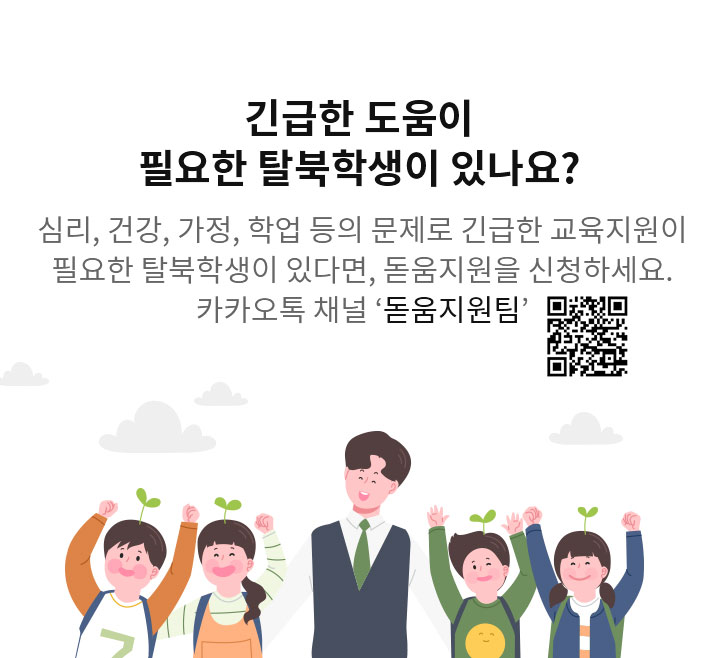 긴급한 도움이
필요한 탈북학생이 있나요?
심리, 건강, 가정, 학업 등의 문제로 긴급한 교육지원이
필요한 탈북학생이 있다면, 돋움지원을 신청하세요.
카카오톡 채널 ‘돋움지원팀’